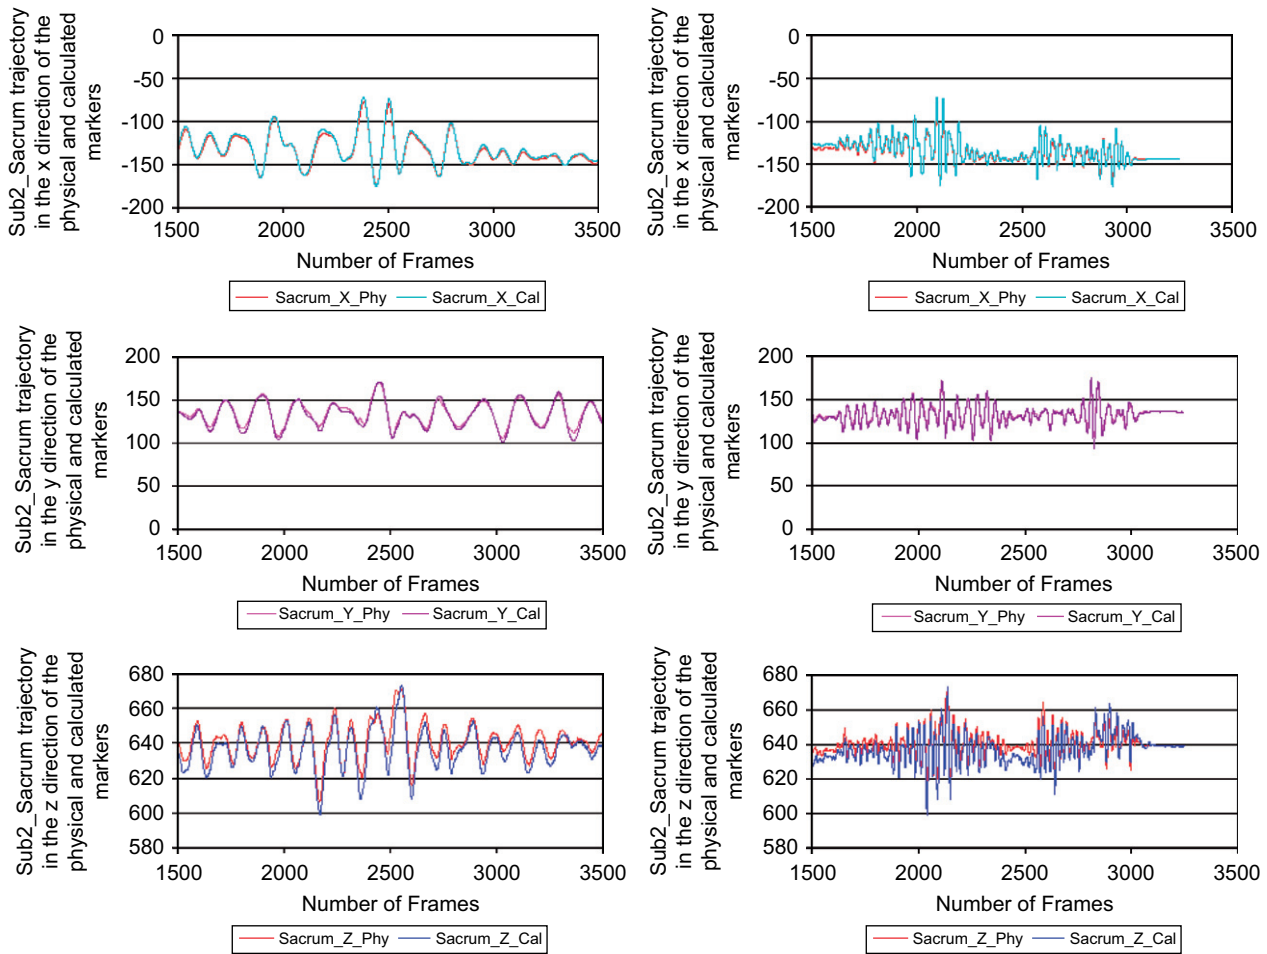 Sub2_Sacrum trajectory
in the x direction of the
physical and calculated
markers
0
-50
-100
-150
-200
1500 2000 2500 3000 3500
Number of Frames
Sacrum_X_Phy Sacrum_X_Cal
Sub2_Sacrum trajectory
in the x direction of the
physical and calculated
markers
0
-50
-100
-150
-200
1500 2000 2500 3000 3500
Number of Frames
Sacrum_X_Phy Sacrum_X_Cal
Sub2_Sacrum trajectory
in the y direction of the
physical and calculated
markers
200
150
100
50
0
1500 2000 2500 3000 3500
Number of Frames
Sacrum_Y_Phy Sacrum_Y_Cal
Sub2_Sacrum trajectory
in the y direction of the
physical and calculated
markers
200
150
100
50
0
1500 2000 2500 3000 3500
Number of Frames
Sacrum_Y_Phy Sacrum_Y_Cal
Sub2_Sacrum trajectory
in the z direction of the
physical and calculated
markers
680
660
640
620
600
580
1500 2000 2500 3000 3500
Number of Frames
Sacrum_Z_Phy Sacrum_Z_Cal
Sub2_Sacrum trajectory
in the z direction of the
physical and calculated
markers
680
660
640
620
600
580
1500 2000 2500 3000 3500
Number of Frames
Sacrum_Z_Phy Sacrum_Z_Cal